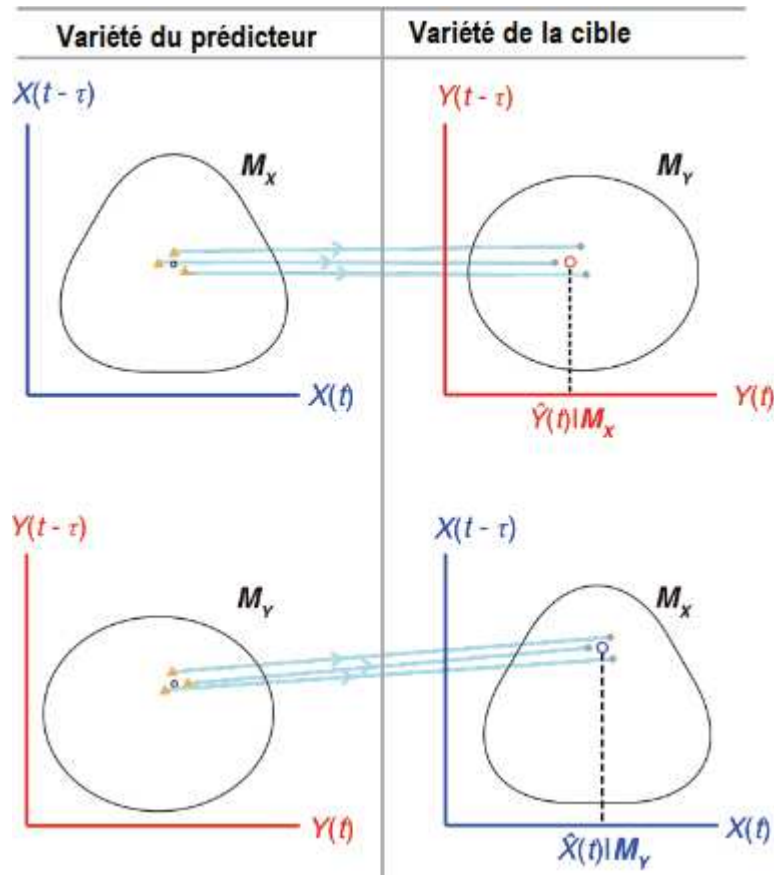 Variété du prédicteur
Variété de la cible
X(t - τ)
M_X
X(t)
Y(t - τ)
M_Y
Y(t)
Ŷ(t)|M_X
Y(t - τ)
M_Y
Y(t)
X(t - τ)
M_X
X(t)
X̂(t)|M_Y